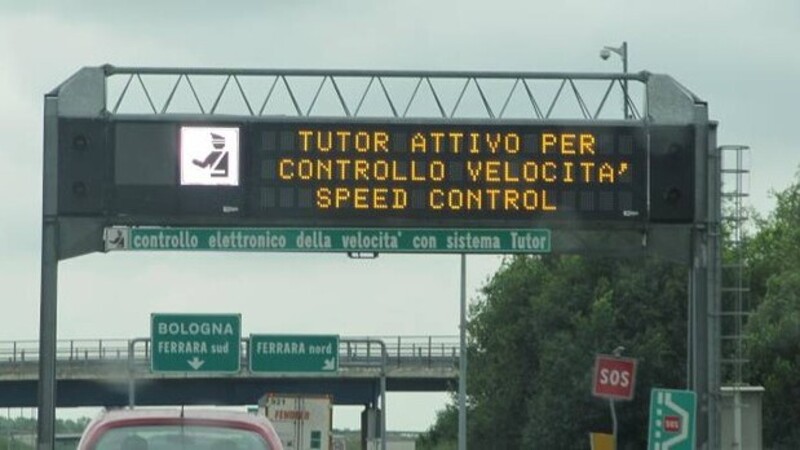 TUTOR ATTIVO PER
CONTROLLO VELOCITA'
SPEED CONTROL
controllo elettronico della velocita' con sistema Tutor
BOLOGNA
FERRARA sud
FERRARA nord
SOS
SOS